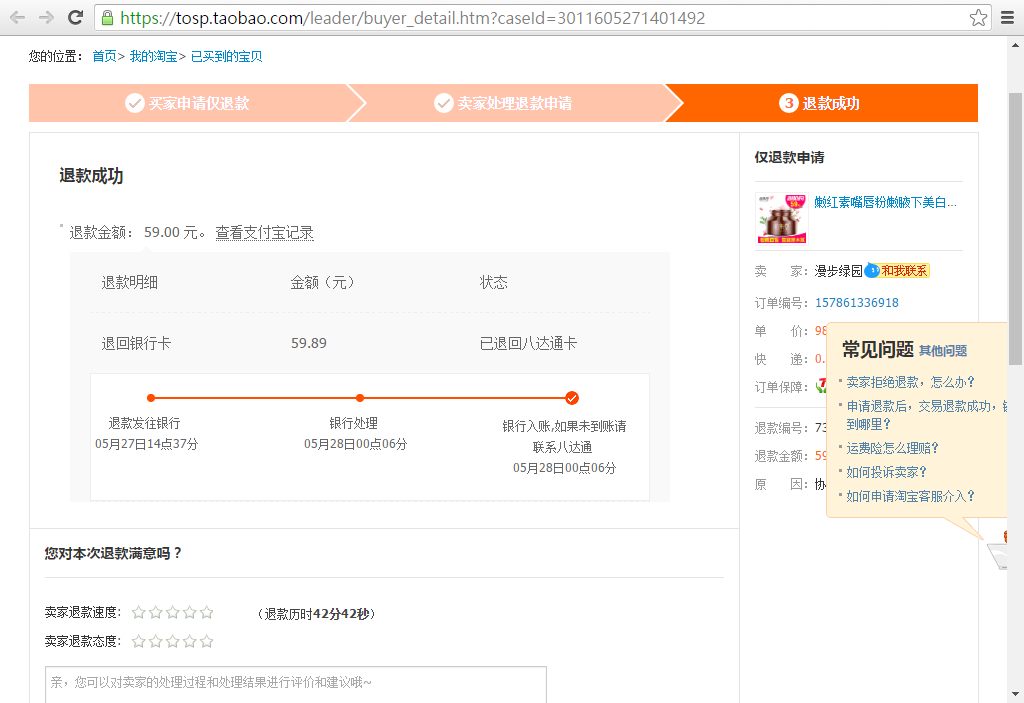 https://tosp.taobao.com/leader/buyer_detail.htm?caseId=3011605271401492
您的位置： 首页> 我的淘宝> 已买到的宝贝
买家申请仅退款
卖家处理退款申请
3 退款成功
退款成功
退款金额： 59.00 元。 查看支付宝记录
退款明细 金额（元） 状态
退回银行卡 59.89 已退回八达通卡
退款发往银行
05月27日14点37分
银行处理
05月28日00点06分
银行入账,如果未到账请
联系八达通
05月28日00点06分
您对本次退款满意吗？
卖家退款速度： （退款历时42分42秒）
卖家退款态度：
亲，您可以对卖家的处理过程和处理结果进行评价和建议哦~
仅退款申请
嫩红素嘴唇粉嫩腋下美白...
卖 家： 漫步绿园 和我联系
订单编号： 157861336918
单 价： 98
快 递： 0.
订单保障：
退款编号： 73
退款金额： 59
原 因： 协
常见问题 其他问题
卖家拒绝退款，怎么办？
申请退款后，交易退款成功，钱
到哪里？
运费险怎么理赔？
如何投诉卖家？
如何申请淘宝客服介入？